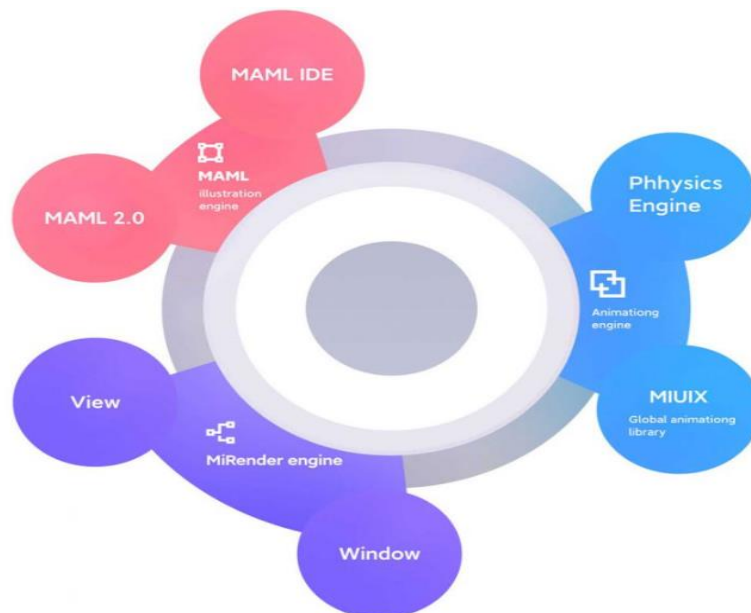 MAML IDE
MAML
illustration
engine
MAML 2.0
Phhysics
Engine
Animationg
engine
MIUIX
Global animationg
library
View
MiRender engine
Window